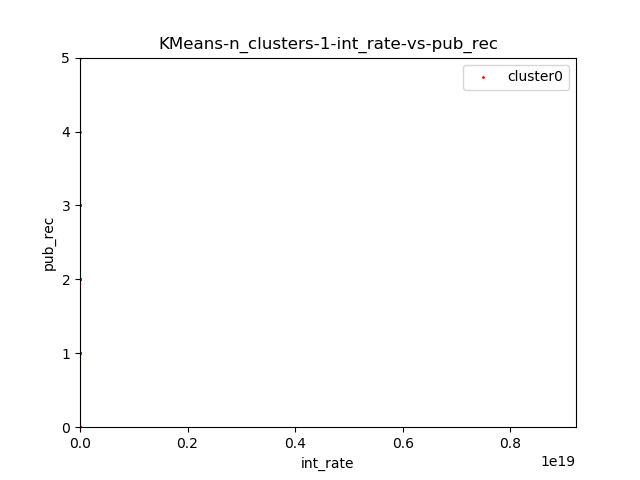 KMeans-n_clusters-1-int_rate-vs-pub_rec
cluster0
5
4
3
2
1
0
pub_rec
0.0 0.2 0.4 0.6 0.8
int_rate
1e19